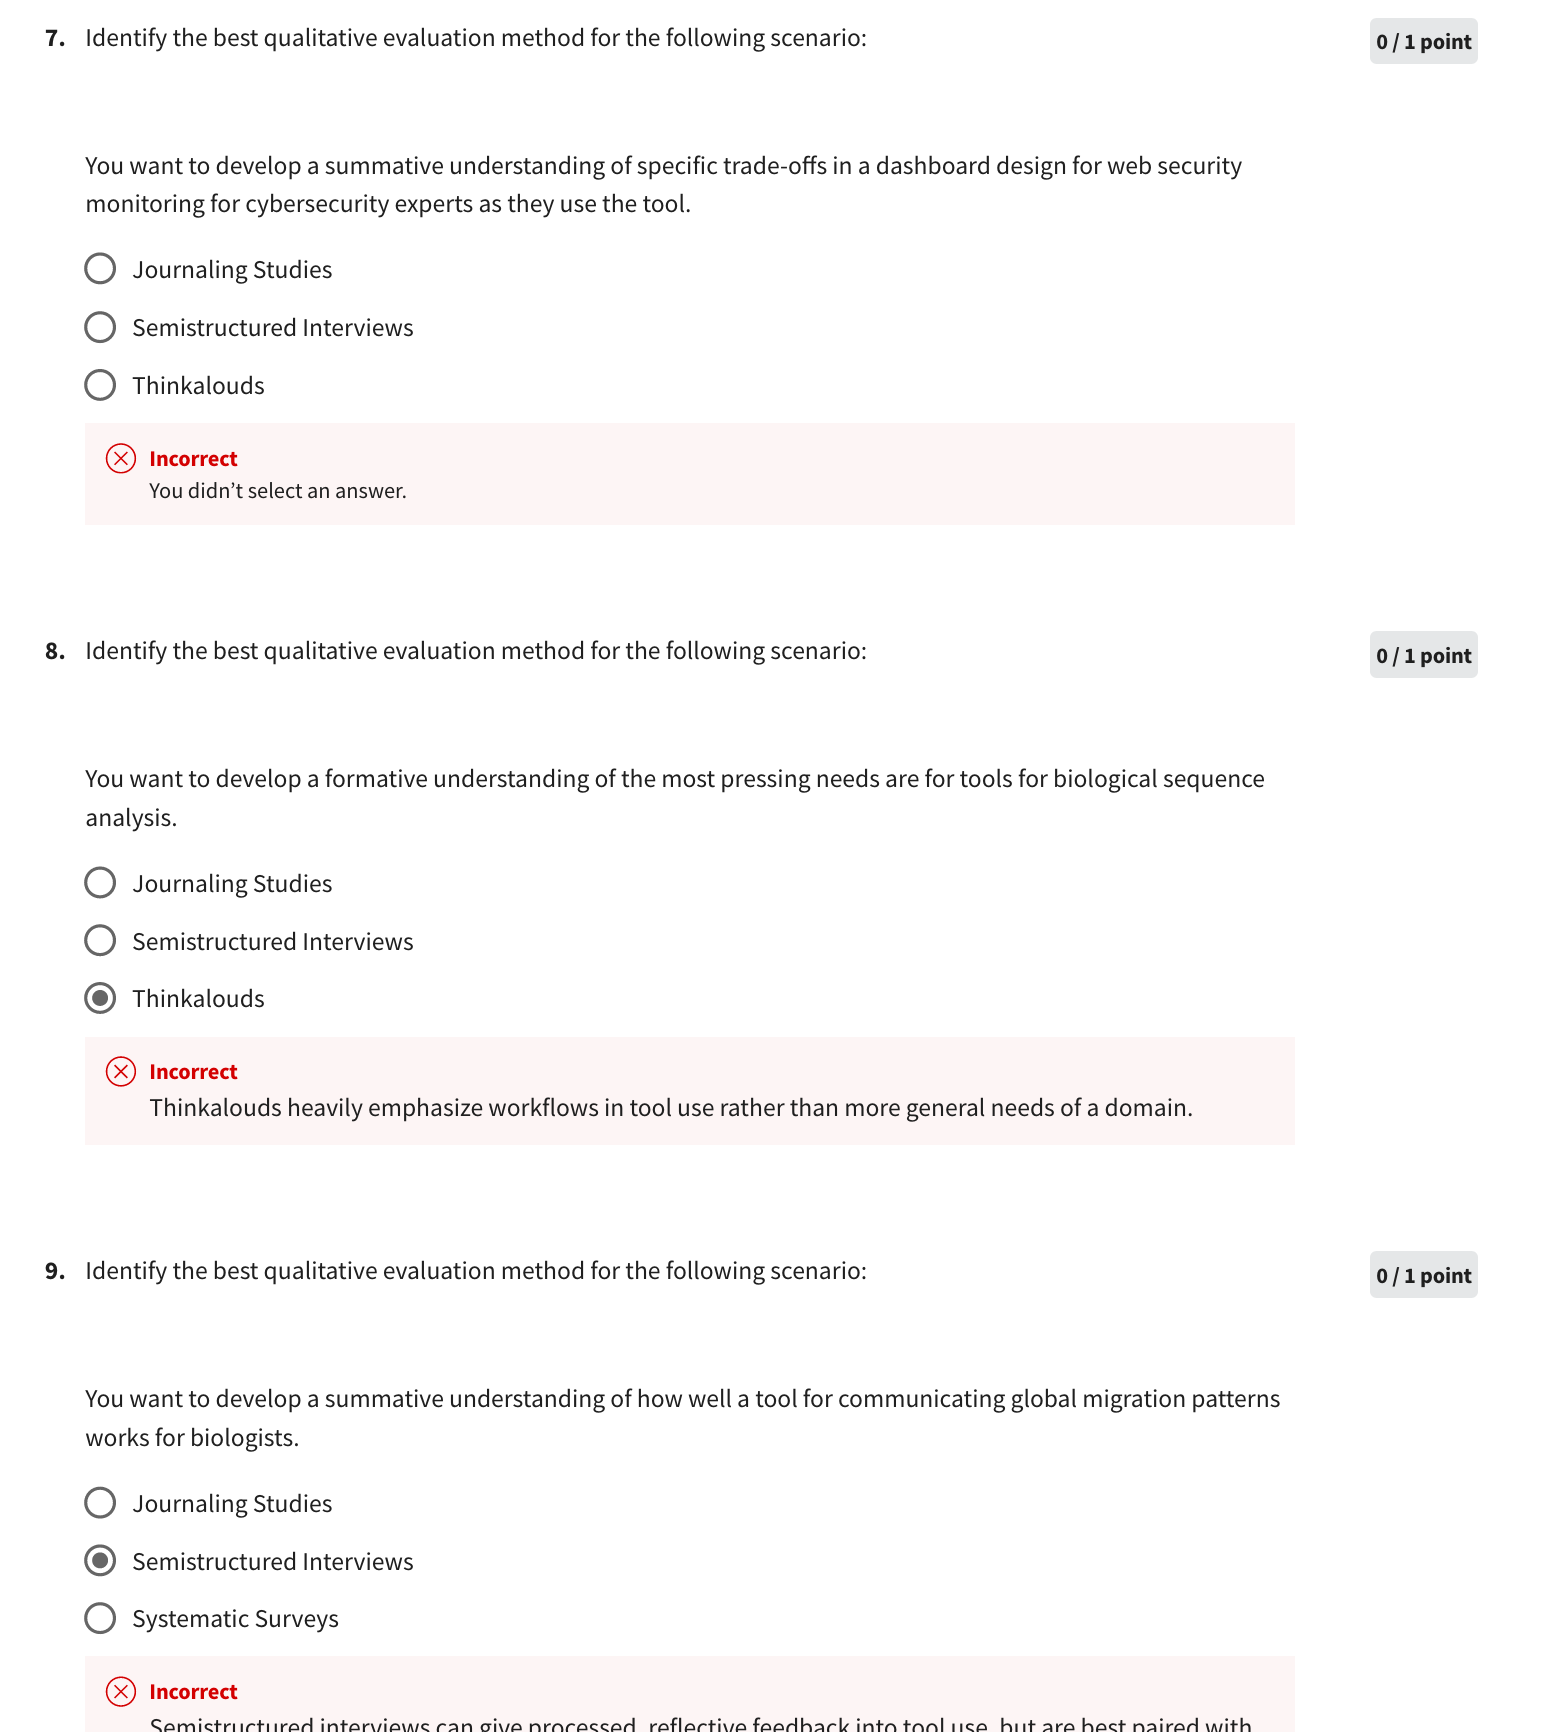 7. Identify the best qualitative evaluation method for the following scenario:
0 / 1 point
You want to develop a summative understanding of specific trade-offs in a dashboard design for web security
monitoring for cybersecurity experts as they use the tool.
Journaling Studies
Semistructured Interviews
Thinkalouds
Incorrect
You didn’t select an answer.
8. Identify the best qualitative evaluation method for the following scenario:
0 / 1 point
You want to develop a formative understanding of the most pressing needs are for tools for biological sequence
analysis.
Journaling Studies
Semistructured Interviews
Thinkalouds
Incorrect
Thinkalouds heavily emphasize workflows in tool use rather than more general needs of a domain.
9. Identify the best qualitative evaluation method for the following scenario:
0 / 1 point
You want to develop a summative understanding of how well a tool for communicating global migration patterns
works for biologists.
Journaling Studies
Semistructured Interviews
Systematic Surveys
Incorrect
Semistructured interviews can give processed, reflective feedback into tool use, but are best paired with